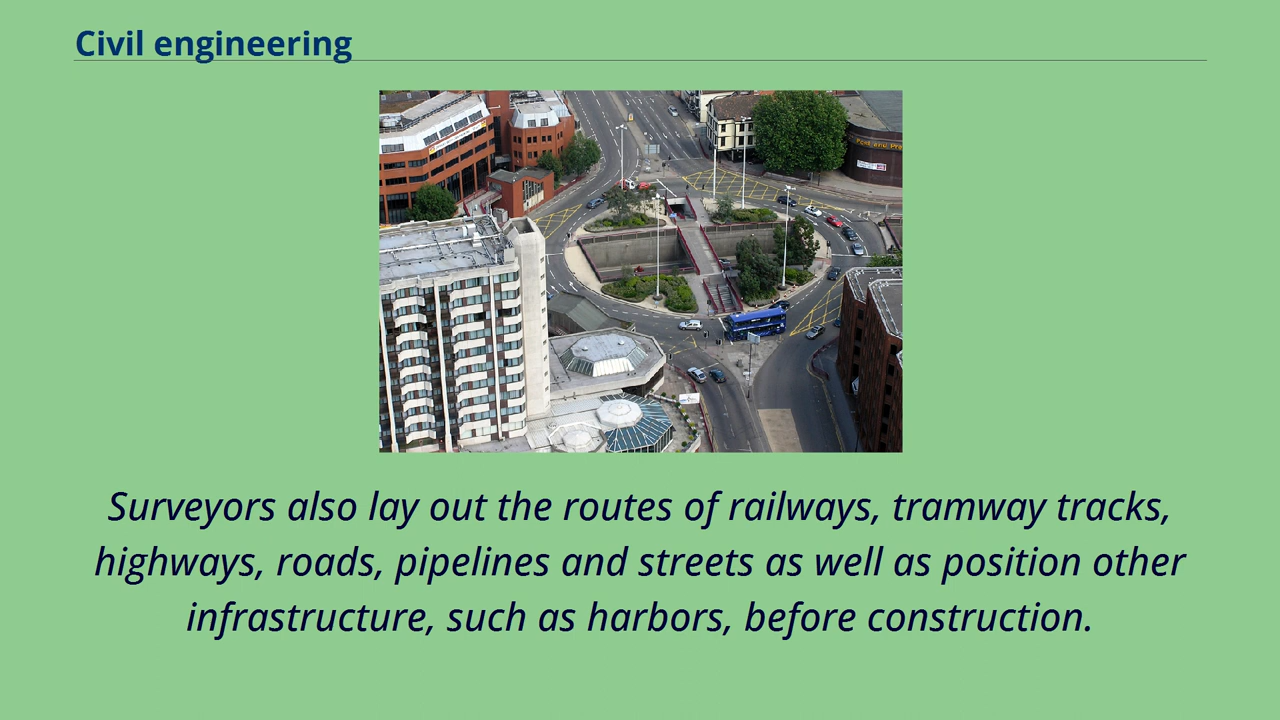 Civil engineering
Surveyors also lay out the routes of railways, tramway tracks,
highways, roads, pipelines and streets as well as position other
infrastructure, such as harbors, before construction.